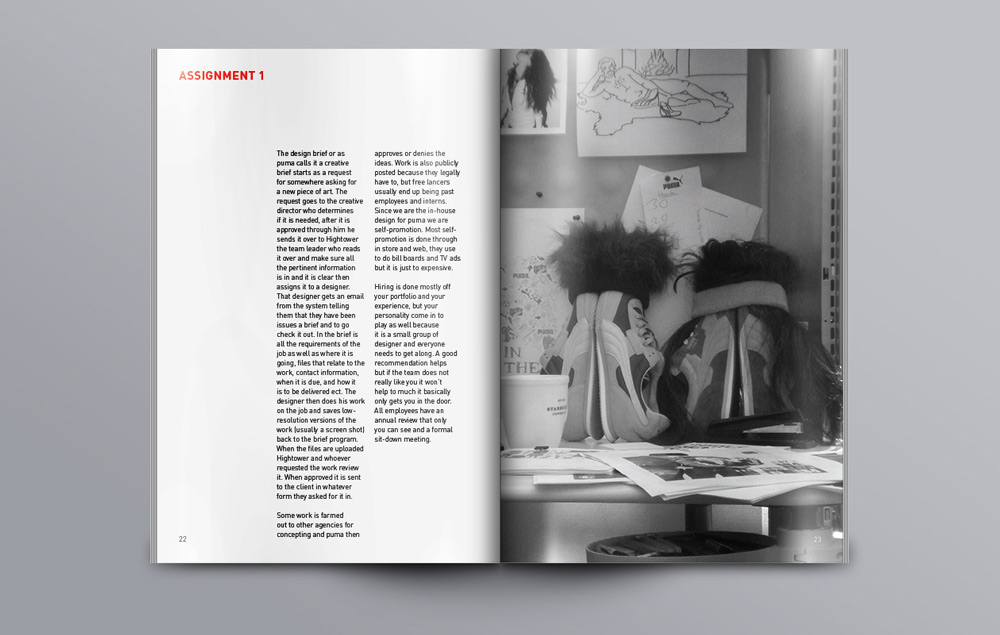 ASSIGNMENT 1
The design brief or as
puma calls it a creative
brief starts as a request
for somewhere asking for
a new piece of art. The
request goes to the creative
director who determines
if it is needed, after it is
approved through him he
sends it over to Hightower
the team leader who reads
it over and make sure all
the pertinent information
is in and it is clear then
assigns it to a designer.
That designer gets an email
from the system telling
them that they have been
issues a brief and to go
check it out. In the brief is
all the requirements of the
job as well as where it is
going, files that relate to the
work, contact information,
when it is due, and how it
is to be delivered ect. The
designer then does his work
on the job and saves low-
resolution versions of the
work (usually a screen shot)
back to the brief program.
When the files are uploaded
Hightower and whoever
requested the work review
it. When approved it is sent
to the client in whatever
form they asked for it in.
Some work is farmed
out to other agencies for
concepting and puma then
approves or denies the
ideas. Work is also publicly
posted because they legally
have to, but free lancers
usually end up being past
employees and interns.
Since we are the in-house
design for puma we are
self-promotion. Most self-
promotion is done through
in store and web, they use
to do bill boards and TV ads
but it is just to expensive.
Hiring is done mostly off
your portfolio and your
experience, but your
personality come in to
play as well because
it is a small group of
designer and everyone
needs to get along. A good
recommendation helps
but if the team does not
really like you it won't
help to much it basically
only gets you in the door.
All employees have an
annual review that only
you can see and a formal
sit-down meeting.
22
PUMA
30
29
PUMA
PUMA
IN
THE
23